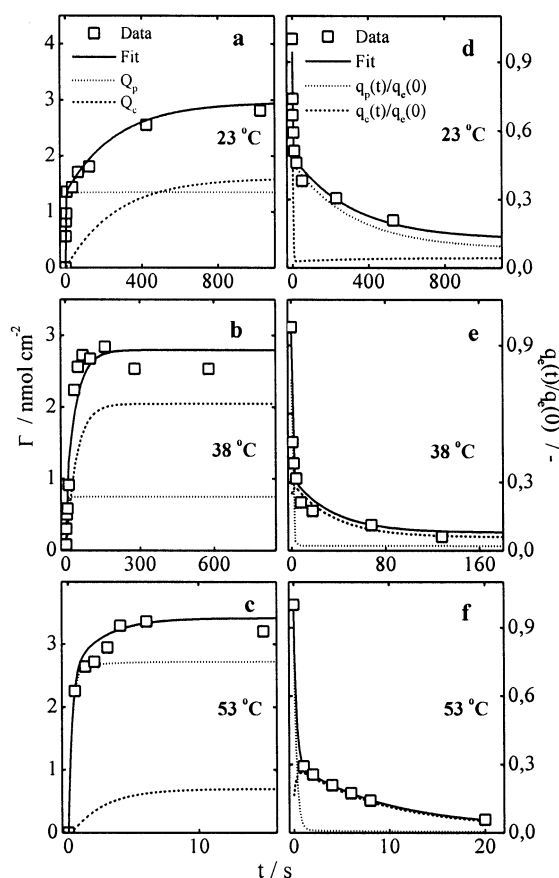 4
3
2
1
0
a
Data
Fit
Q_p
Q_c
23 °C
0
400
800
d
Data
Fit
q_p(t)/q_e(0)
q_c(t)/q_e(0)
23 °C
0
400
800
0,9
0,6
0,3
0,0
Γ / nmol cm⁻²
3
2
1
0
b
38 °C
0
300
600
e
38 °C
0
80
160
0,9
0,3
0,0
q_e(t)/q_e(0) / -
3
2
1
0
c
53 °C
0
10
f
53 °C
0
10
20
0,9
0,6
0,3
0,0
t / s